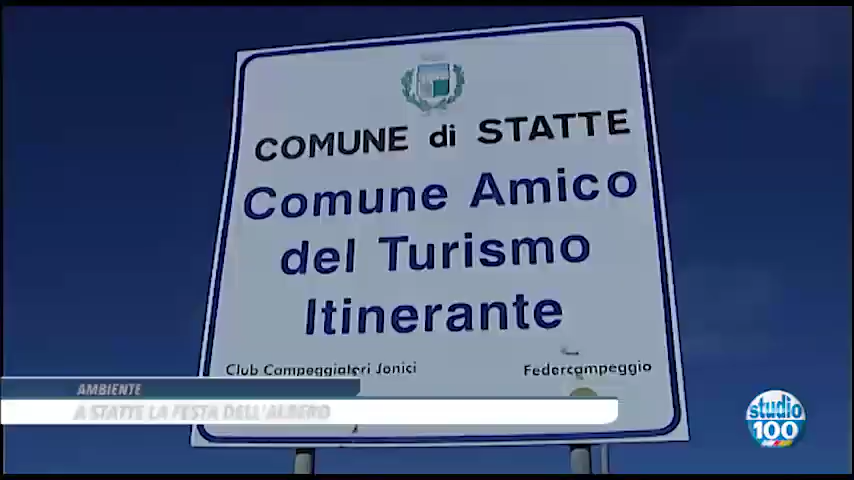 COMUNE di STATTE
Comune Amico
del Turismo
Itinerante
Club Campeggiatori Jonici
Federcampeggio
AMBIENTE
A STATTE LA FESTA DELL'ALBERO
studio
100